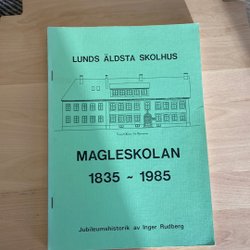 LUNDS ÄLDSTA SKOLHUS
MAGLESKOLAN
1835 ~ 1985
Jubileumshistorik av Inger Rudberg